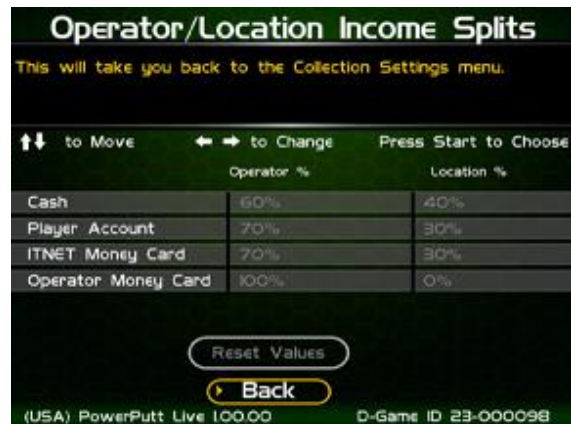 Operator/Location Income Splits
This will take you back to the Collection Settings menu.
to Move to Change Press Start to Choose
Operator % Location %
Cash 60% 40%
Player Account 70% 30%
ITNET Money Card 70% 30%
Operator Money Card 100% 0%
Reset Values
Back
(USA) PowerPutt Live 1.00.00 D-Game ID 23-000098